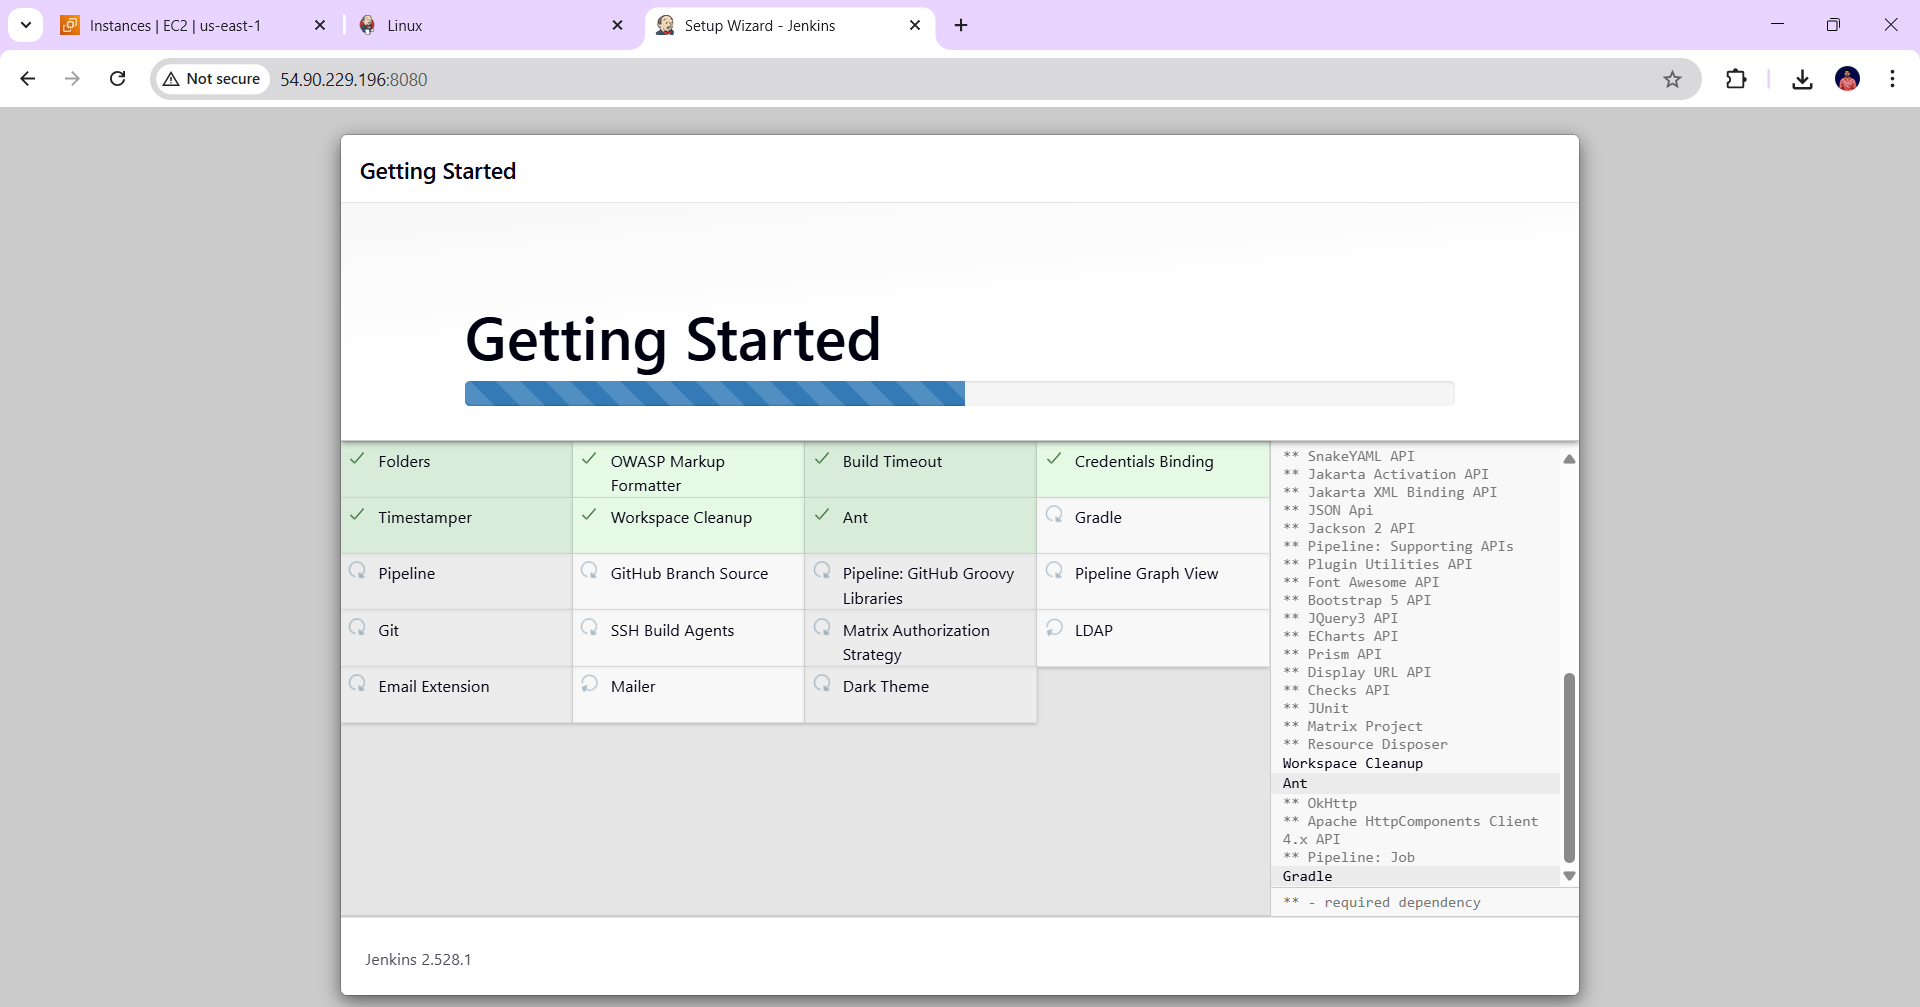 Instances | EC2 | us-east-1
Linux
Setup Wizard - Jenkins
Not secure
54.90.229.196:8080
Getting Started
Getting Started
Folders
OWASP Markup
Formatter
Build Timeout
Credentials Binding
Timestamper
Workspace Cleanup
Ant
Gradle
Pipeline
GitHub Branch Source
Pipeline: GitHub Groovy
Libraries
Pipeline Graph View
Git
SSH Build Agents
Matrix Authorization
Strategy
LDAP
Email Extension
Mailer
Dark Theme
** SnakeYAML API
** Jakarta Activation API
** Jakarta XML Binding API
** JSON Api
** Jackson 2 API
** Pipeline: Supporting APIs
** Plugin Utilities API
** Font Awesome API
** Bootstrap 5 API
** JQuery3 API
** ECharts API
** Prism API
** Display URL API
** Checks API
** JUnit
** Matrix Project
** Resource Disposer
Workspace Cleanup
Ant
** OkHttp
** Apache HttpComponents Client
4.x API
** Pipeline: Job
Gradle
** - required dependency
Jenkins 2.528.1